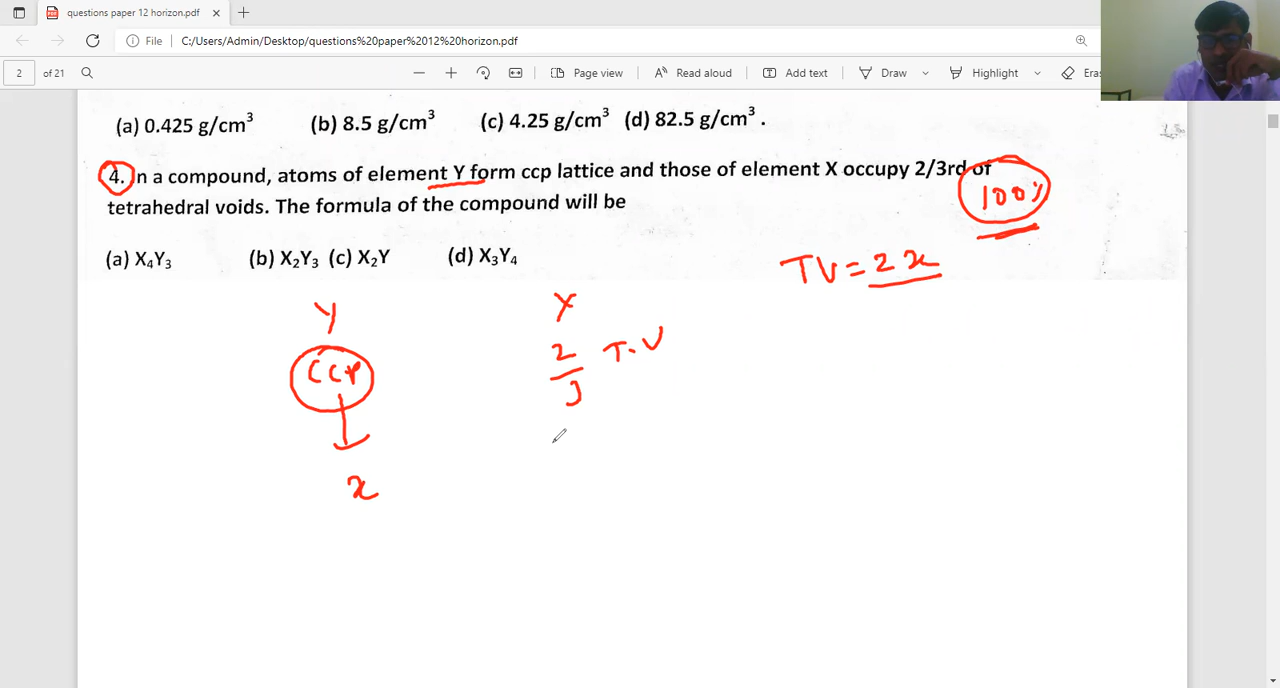 questions paper 12 horizon.pdf
File C:/Users/Admin/Desktop/questions%20paper%2012%20horizon.pdf
2 of 21 Page view Read aloud Add text Draw Highlight Eras
(a) 0.425 g/cm³ (b) 8.5 g/cm³ (c) 4.25 g/cm³ (d) 82.5 g/cm³ .
4. In a compound, atoms of element Y form ccp lattice and those of element X occupy 2/3rd of
100%
tetrahedral voids. The formula of the compound will be
(a) X₄Y₃ (b) X₂Y₃ (c) X₂Y (d) X₃Y₄
TV = 2x
Y X
CCP 2/3 T.V
x